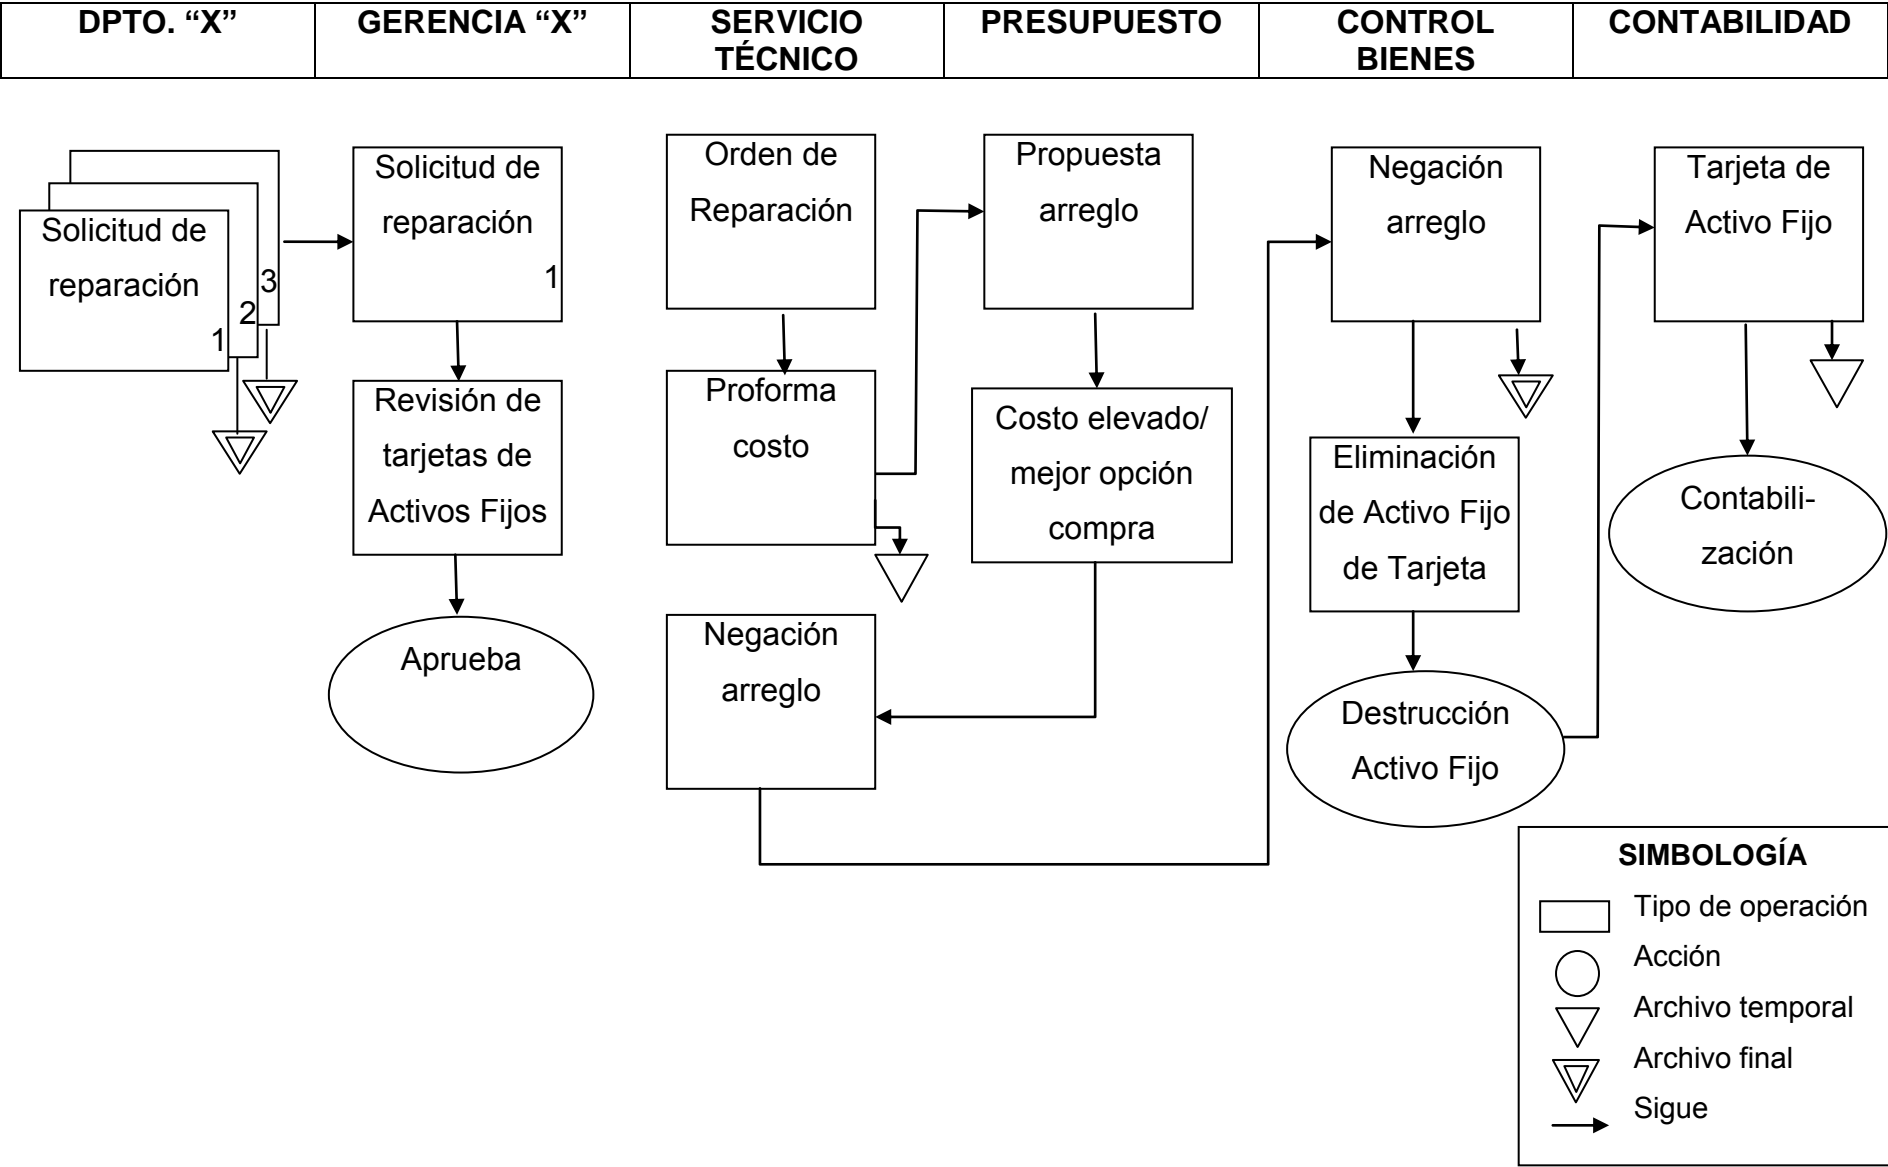 DPTO. “X”
GERENCIA “X”
SERVICIO
TÉCNICO
PRESUPUESTO
CONTROL
BIENES
CONTABILIDAD
Solicitud de
reparación
1
2
3
Solicitud de
reparación
1
Revisión de
tarjetas de
Activos Fijos
Aprueba
Orden de
Reparación
Proforma
costo
Negación
arreglo
Propuesta
arreglo
Costo elevado/
mejor opción
compra
Negación
arreglo
Eliminación
de Activo Fijo
de Tarjeta
Destrucción
Activo Fijo
Tarjeta de
Activo Fijo
Contabili-
zación
SIMBOLOGÍA
Tipo de operación
Acción
Archivo temporal
Archivo final
Sigue